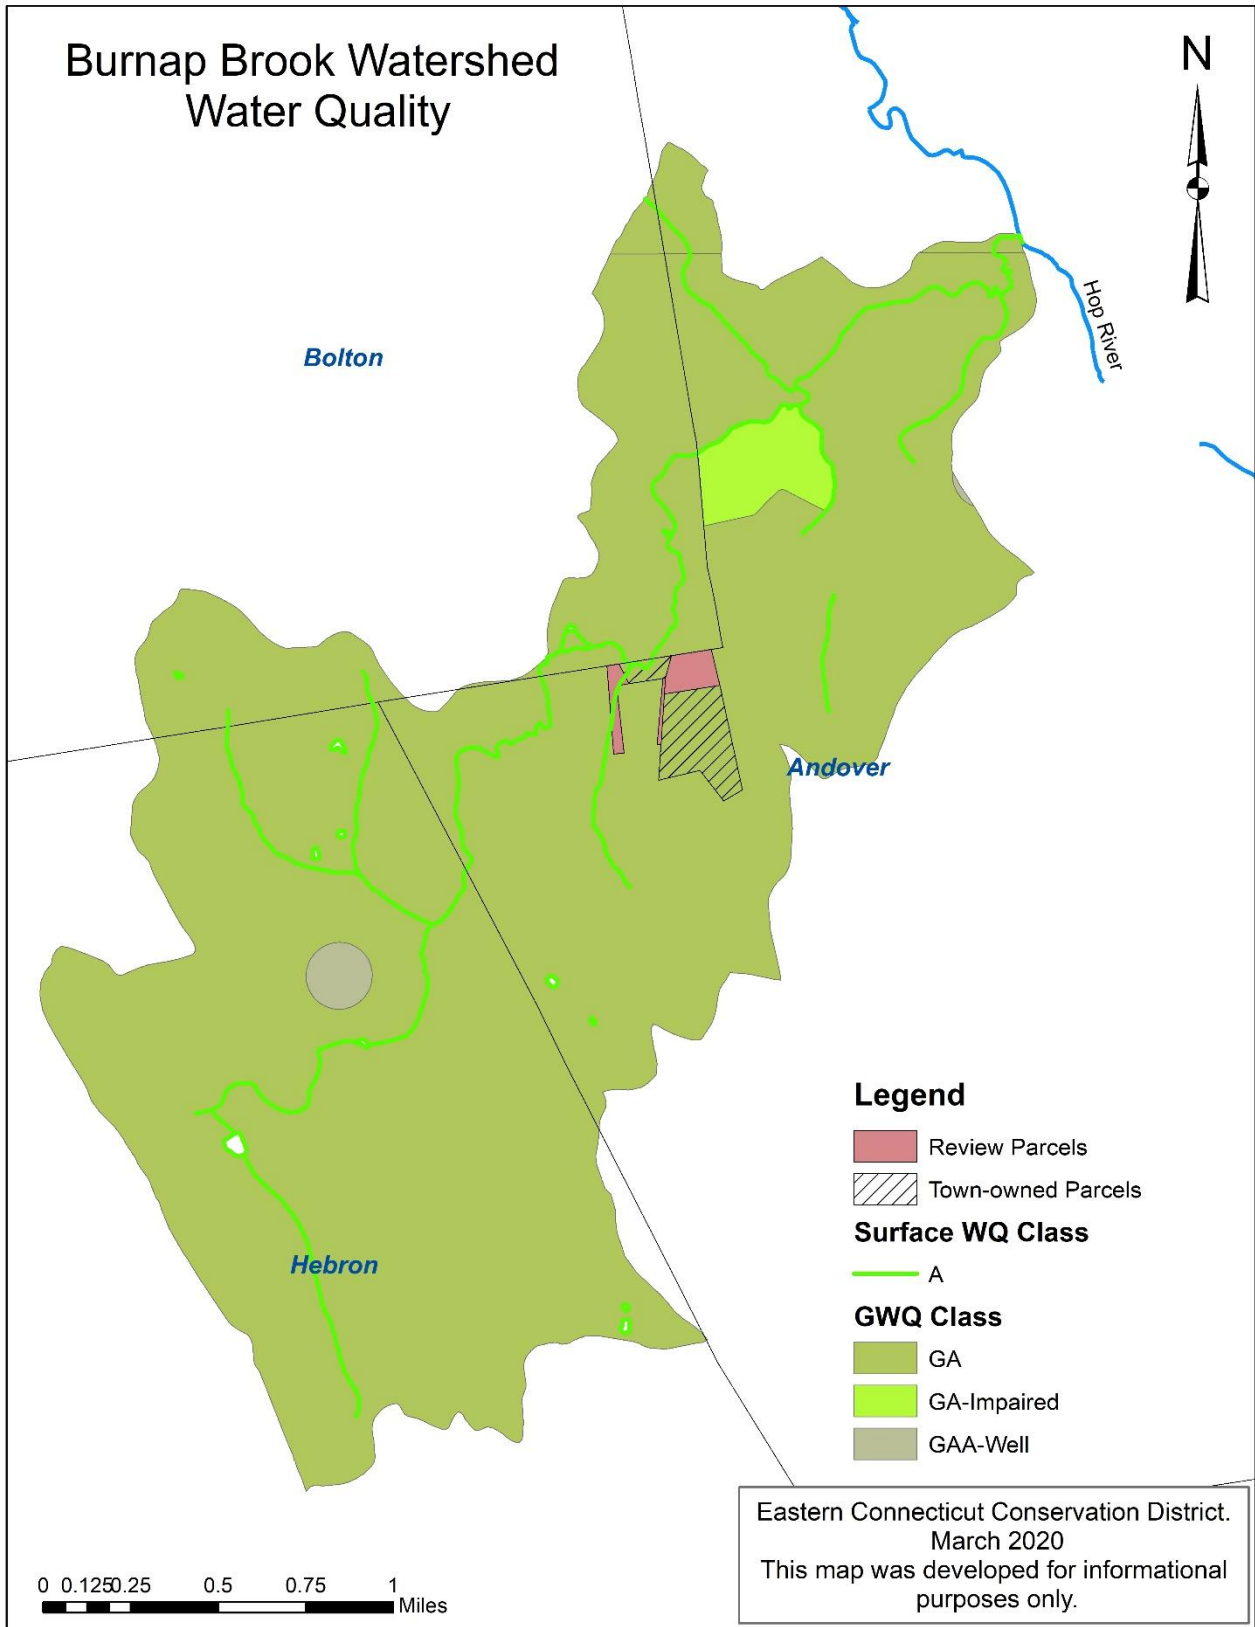 Burnap Brook Watershed
Water Quality
N
Hop River
Bolton
Andover
Hebron
Legend
Review Parcels
Town-owned Parcels
Surface WQ Class
A
GWQ Class
GA
GA-Impaired
GAA-Well
Eastern Connecticut Conservation District.
March 2020
This map was developed for informational
purposes only.
0 0.125 0.25 0.5 0.75 1
Miles